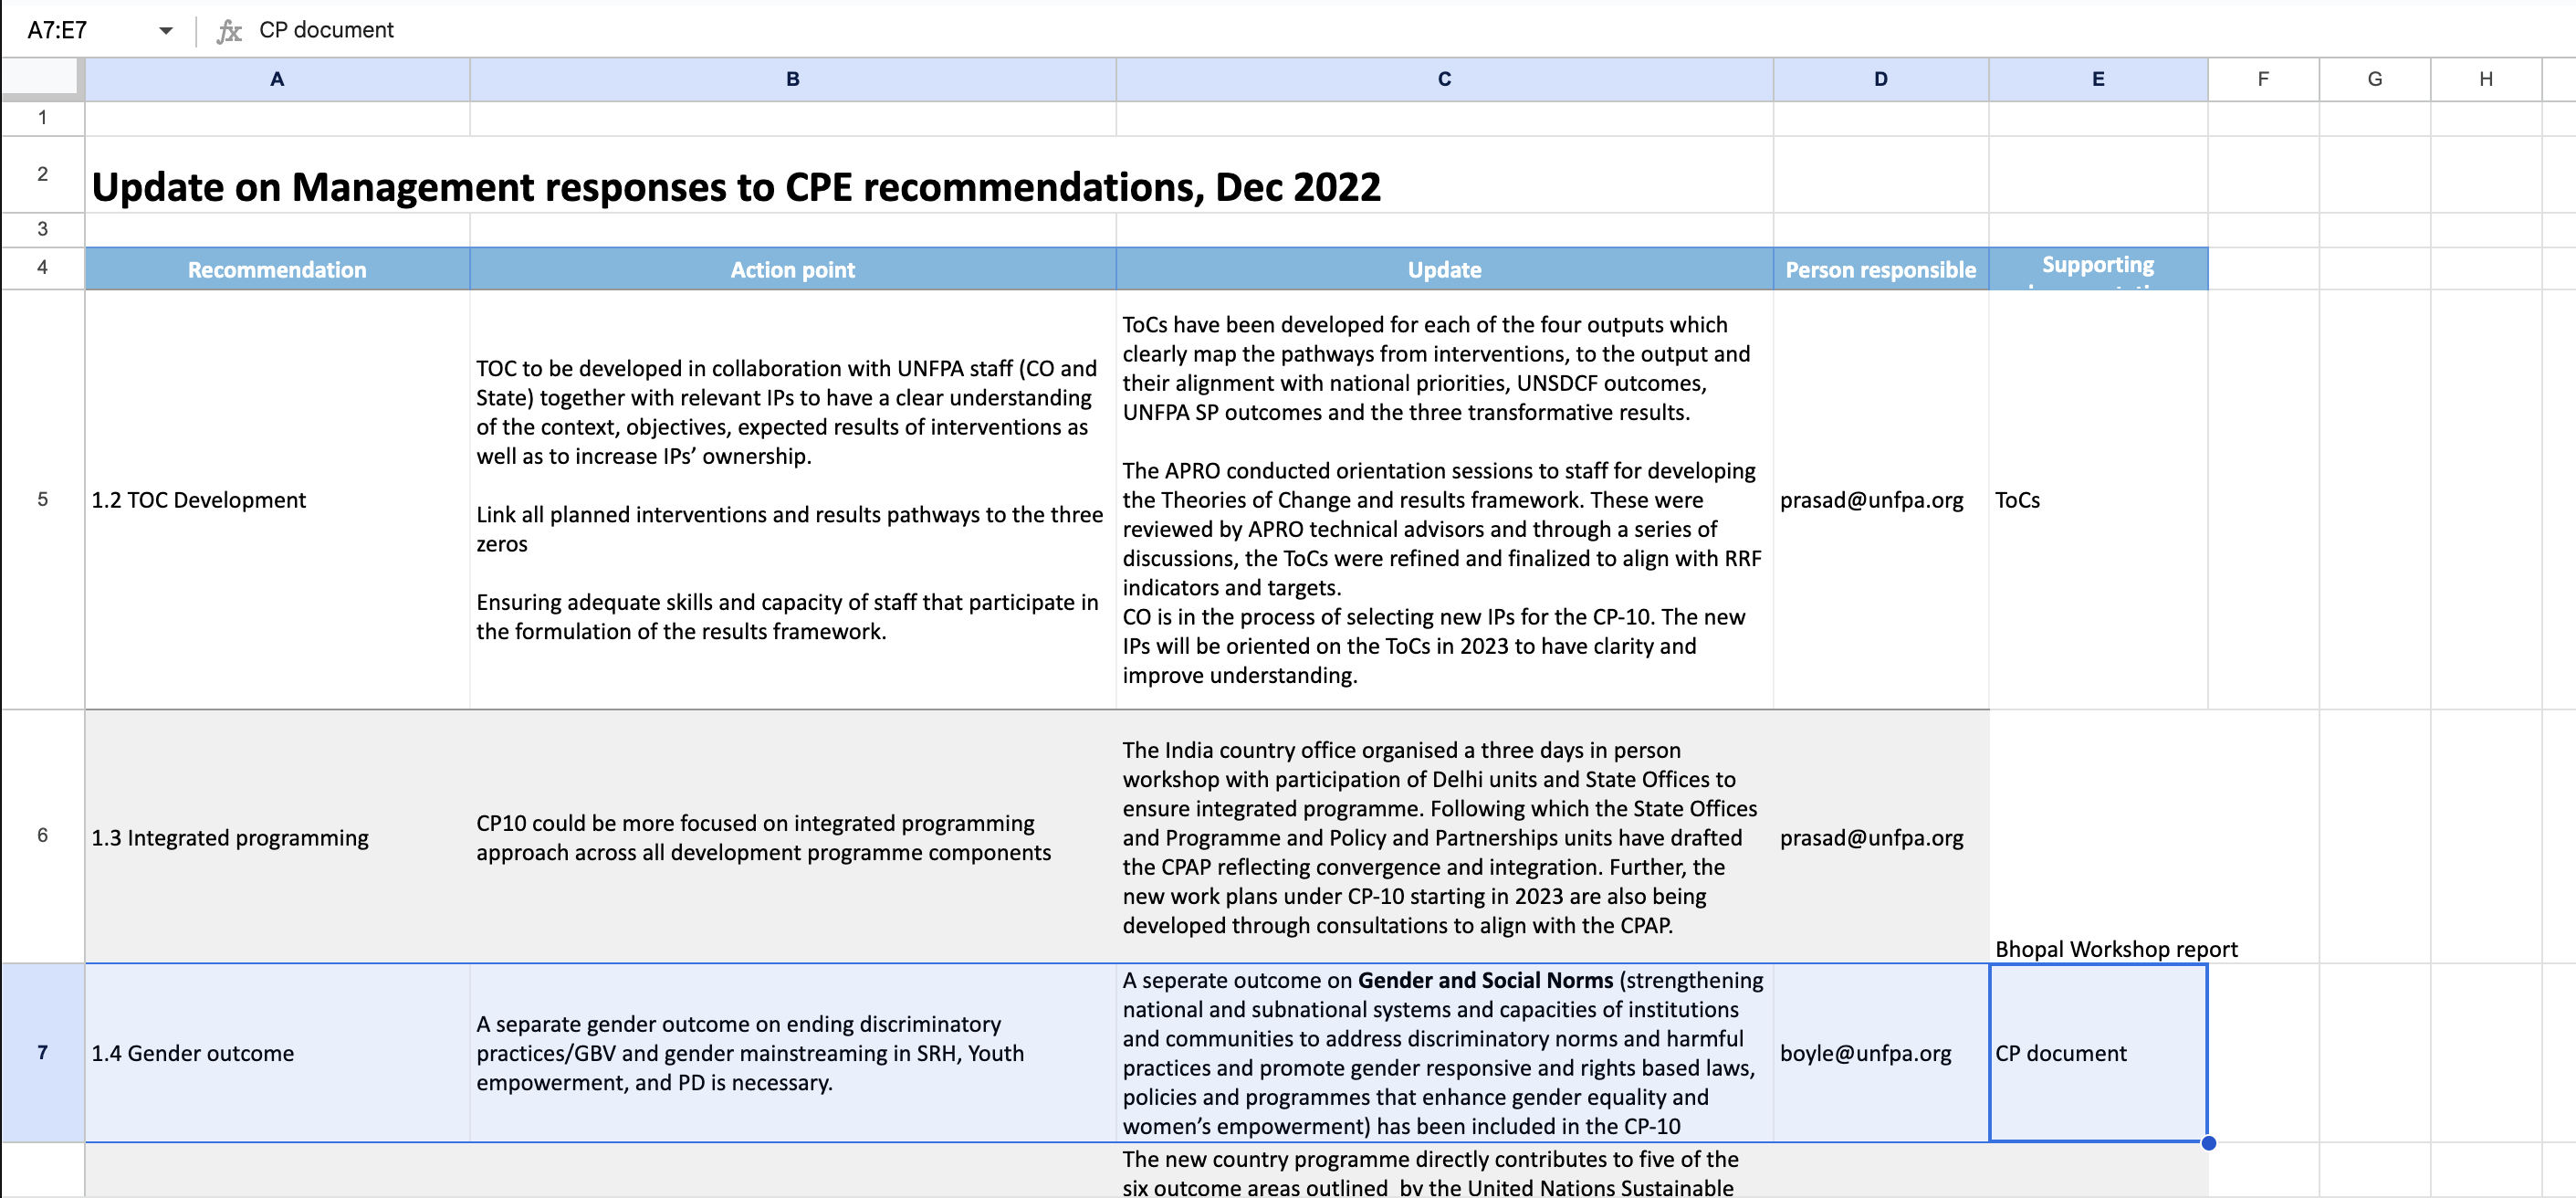 A7:E7 fx CP document
A B C D E F G H
1
2 Update on Management responses to CPE recommendations, Dec 2022
3
4 Recommendation Action point Update Person responsible Supporting
5
1.2 TOC Development
TOC to be developed in collaboration with UNFPA staff (CO and
State) together with relevant IPs to have a clear understanding
of the context, objectives, expected results of interventions as
well as to increase IPs’ ownership.
Link all planned interventions and results pathways to the three
zeros
Ensuring adequate skills and capacity of staff that participate in
the formulation of the results framework.
ToCs have been developed for each of the four outputs which
clearly map the pathways from interventions, to the output and
their alignment with national priorities, UNSDCF outcomes,
UNFPA SP outcomes and the three transformative results.
The APRO conducted orientation sessions to staff for developing
the Theories of Change and results framework. These were
reviewed by APRO technical advisors and through a series of
discussions, the ToCs were refined and finalized to align with RRF
indicators and targets.
CO is in the process of selecting new IPs for the CP-10. The new
IPs will be oriented on the ToCs in 2023 to have clarity and
improve understanding.
prasad@unfpa.org
ToCs
6
1.3 Integrated programming
CP10 could be more focused on integrated programming
approach across all development programme components
The India country office organised a three days in person
workshop with participation of Delhi units and State Offices to
ensure integrated programme. Following which the State Offices
and Programme and Policy and Partnerships units have drafted
the CPAP reflecting convergence and integration. Further, the
new work plans under CP-10 starting in 2023 are also being
developed through consultations to align with the CPAP.
prasad@unfpa.org
Bhopal Workshop report
7
1.4 Gender outcome
A separate gender outcome on ending discriminatory
practices/GBV and gender mainstreaming in SRH, Youth
empowerment, and PD is necessary.
A seperate outcome on Gender and Social Norms (strengthening
national and subnational systems and capacities of institutions
and communities to address discriminatory norms and harmful
practices and promote gender responsive and rights based laws,
policies and programmes that enhance gender equality and
women’s empowerment) has been included in the CP-10
boyle@unfpa.org
CP document
The new country programme directly contributes to five of the
six outcome areas outlined by the United Nations Sustainable